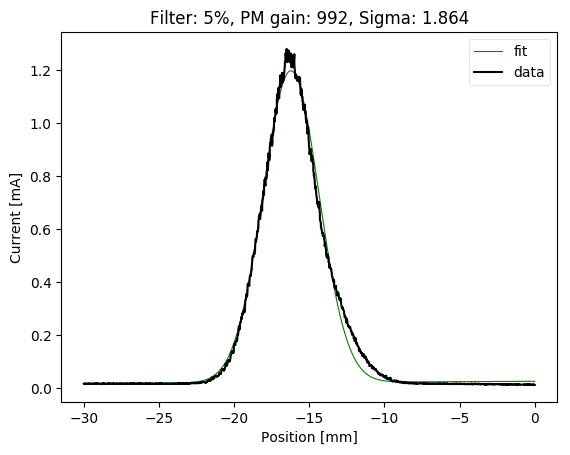 Filter: 5%, PM gain: 992, Sigma: 1.864
fit
data
Current [mA]
1.2
1.0
0.8
0.6
0.4
0.2
0.0
−30
−25
−20
−15
−10
−5
0
Position [mm]